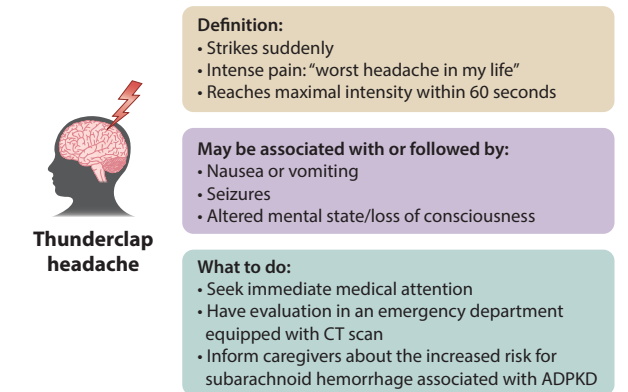 Definition:
• Strikes suddenly
• Intense pain: “worst headache in my life”
• Reaches maximal intensity within 60 seconds
May be associated with or followed by:
• Nausea or vomiting
• Seizures
• Altered mental state/loss of consciousness
Thunderclap
headache
What to do:
• Seek immediate medical attention
• Have evaluation in an emergency department
equipped with CT scan
• Inform caregivers about the increased risk for
subarachnoid hemorrhage associated with ADPKD